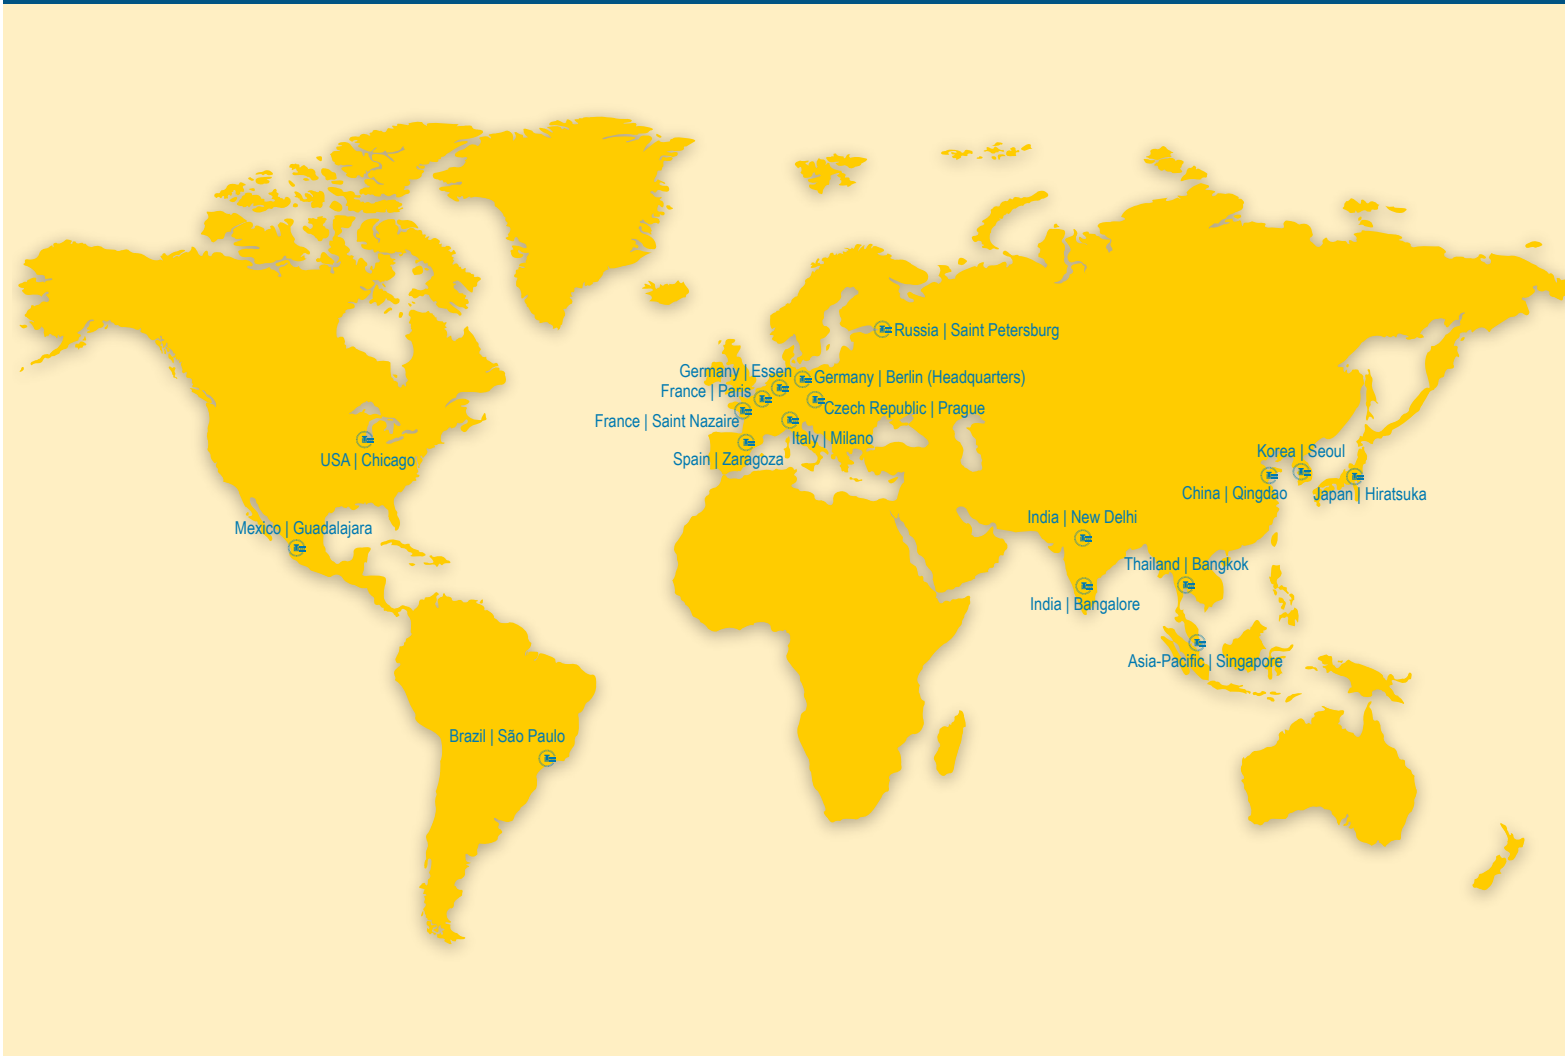 Russia | Saint Petersburg
Germany | Essen
Germany | Berlin (Headquarters)
France | Paris
Czech Republic | Prague
France | Saint Nazaire
Italy | Milano
Spain | Zaragoza
USA | Chicago
Korea | Seoul
China | Qingdao
Japan | Hiratsuka
Mexico | Guadalajara
India | New Delhi
Thailand | Bangkok
India | Bangalore
Asia-Pacific | Singapore
Brazil | São Paulo